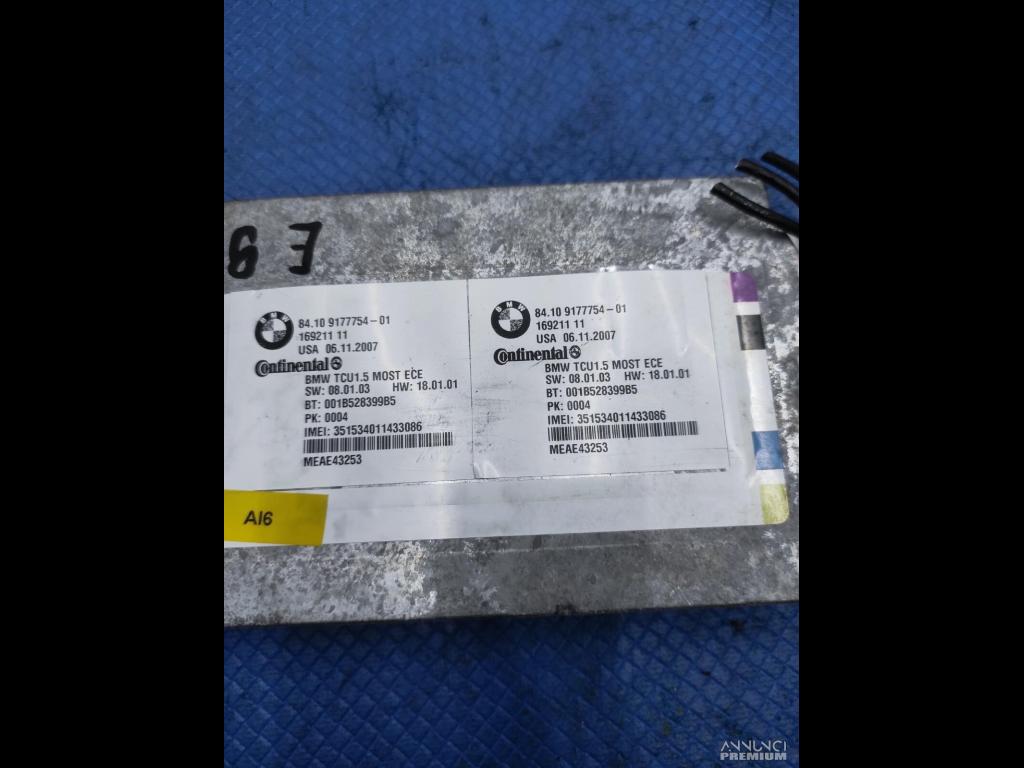 E 9
BMW
84.10 9177754-01
169211 11
USA 06.11.2007
Continental
BMW TCU1.5 MOST ECE
SW: 08.01.03 HW: 18.01.01
BT: 001B528399B5
PK: 0004
IMEI: 351534011433086
MEAE43253
BMW
84.10 9177754-01
169211 11
USA 06.11.2007
Continental
BMW TCU1.5 MOST ECE
SW: 08.01.03 HW: 18.01.01
BT: 001B528399B5
PK: 0004
IMEI: 351534011433086
MEAE43253
AI6
ANNUNCI
PREMIUM